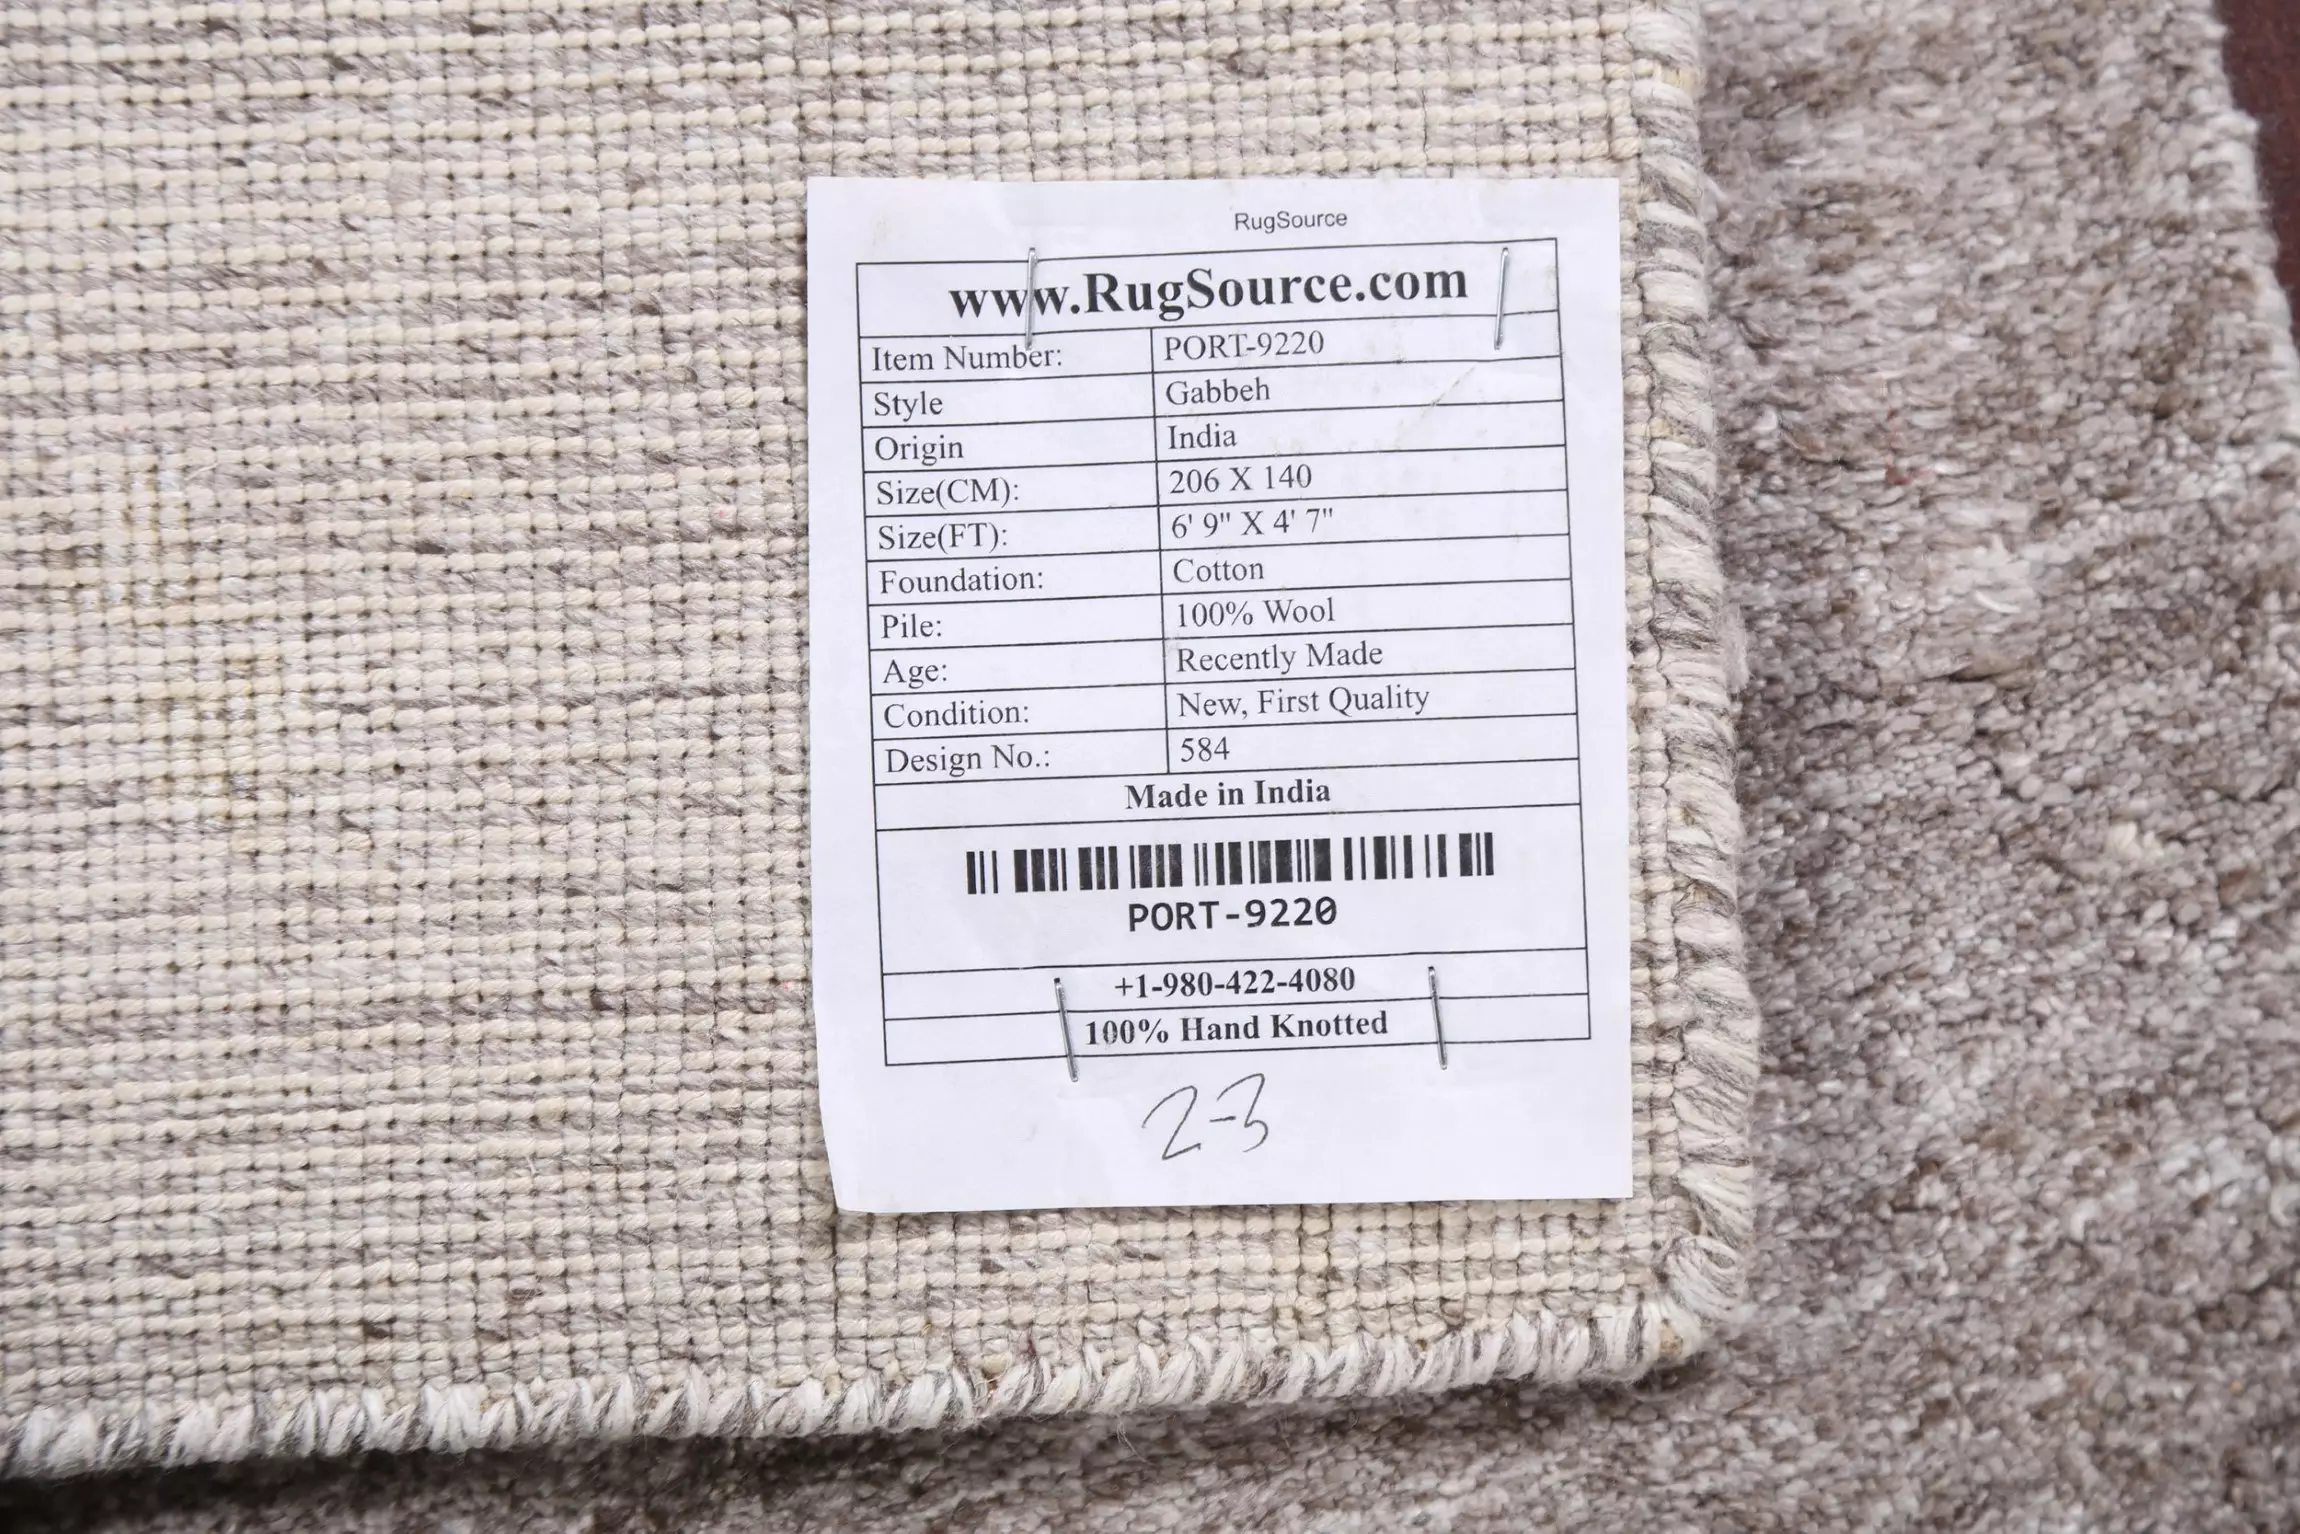 RugSource
www.RugSource.com
Item Number: PORT-9220
Style Gabbeh
Origin India
Size(CM): 206 X 140
Size(FT): 6' 9" X 4' 7"
Foundation: Cotton
Pile: 100% Wool
Age: Recently Made
Condition: New, First Quality
Design No.: 584
Made in India
PORT-9220
+1-980-422-4080
100% Hand Knotted
2-3